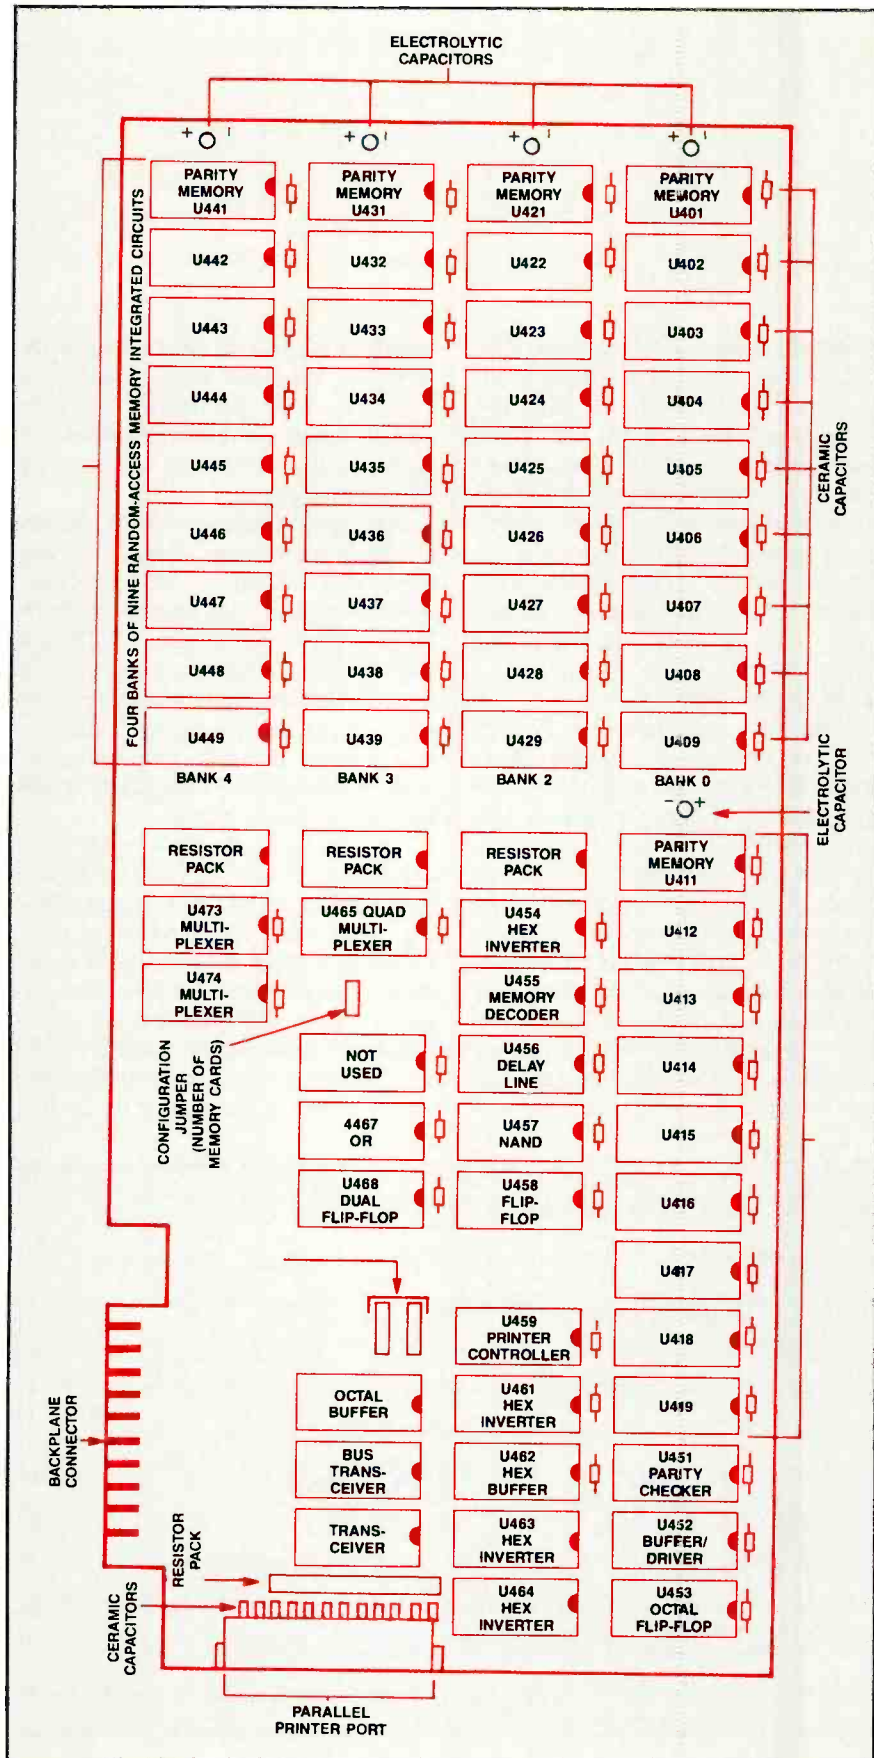 ELECTROLYTIC
CAPACITORS
+ -
+ -
+ -
+ -
FOUR BANKS OF NINE RANDOM-ACCESS MEMORY INTEGRATED CIRCUITS
PARITY
MEMORY
U441
PARITY
MEMORY
U431
PARITY
MEMORY
U421
PARITY
MEMORY
U401
U442
U432
U422
U402
U443
U433
U423
U403
U444
U434
U424
U404
U445
U435
U425
U405
U446
U436
U426
U406
U447
U437
U427
U407
U448
U438
U428
U408
U449
U439
U429
U409
BANK 4
BANK 3
BANK 2
BANK 0
CERAMIC
CAPACITORS
- +
ELECTROLYTIC
CAPACITOR
RESISTOR
PACK
RESISTOR
PACK
RESISTOR
PACK
PARITY
MEMORY
U411
U473
MULTI-
PLEXER
U465 QUAD
MULTI-
PLEXER
U454
HEX
INVERTER
U412
U474
MULTI-
PLEXER
U455
MEMORY
DECODER
U413
CONFIGURATION
JUMPER
(NUMBER OF
MEMORY CARDS)
NOT
USED
U456
DELAY
LINE
U414
4467
OR
U457
NAND
U415
U468
DUAL
FLIP-FLOP
U458
FLIP-
FLOP
U416
U417
U459
PRINTER
CONTROLLER
U418
OCTAL
BUFFER
U461
HEX
INVERTER
U419
BACKPLANE
CONNECTOR
BUS
TRANS-
CEIVER
U462
HEX
BUFFER
U451
PARITY
CHECKER
TRANS-
CEIVER
U463
HEX
INVERTER
U452
BUFFER/
DRIVER
RESISTOR
PACK
U464
HEX
INVERTER
U453
OCTAL
FLIP-FLOP
CERAMIC
CAPACITORS
PARALLEL
PRINTER PORT